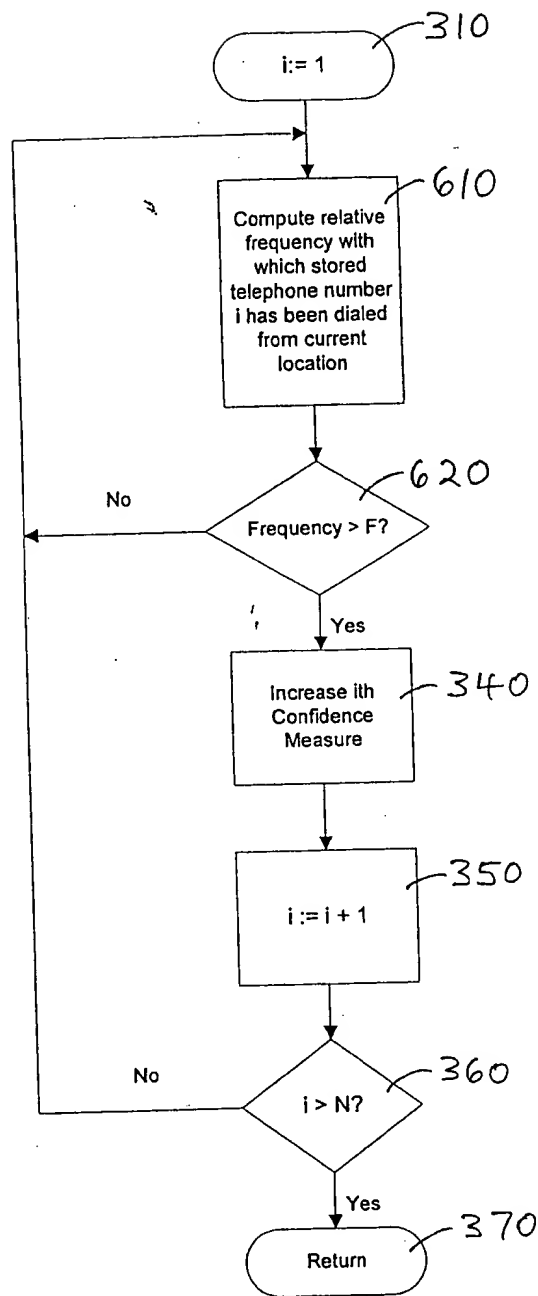 310
i:= 1
610
Compute relative
frequency with
which stored
telephone number
i has been dialed
from current
location
620
No
Frequency > F?
Yes
340
Increase ith
Confidence
Measure
350
i := i + 1
No
360
i > N?
Yes
370
Return